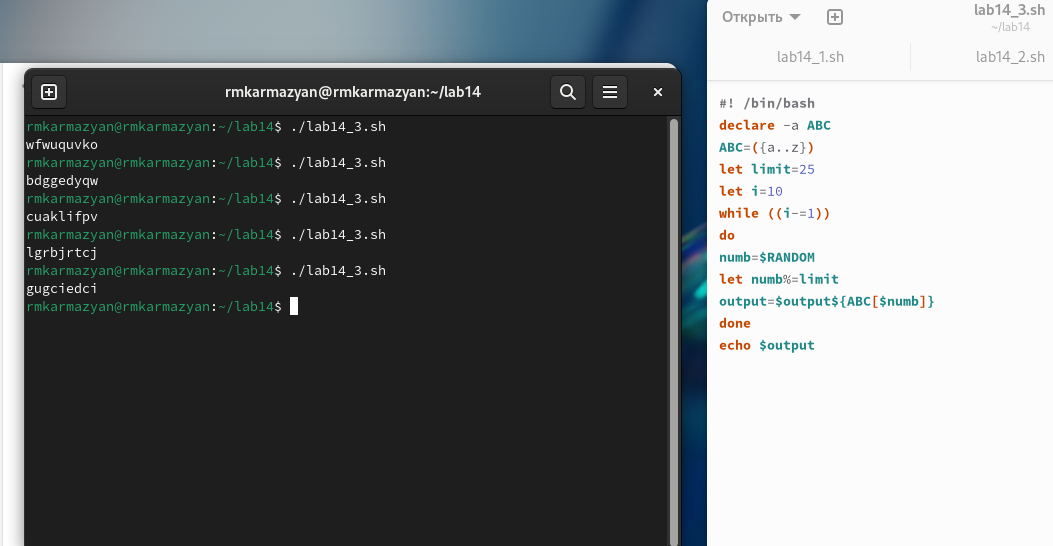 rmkarmazyan@rmkarmazyan:~/lab14
rmkarmazyan@rmkarmazyan:~/lab14$ ./lab14_3.sh
wfwuquvko
rmkarmazyan@rmkarmazyan:~/lab14$ ./lab14_3.sh
bdggedyqw
rmkarmazyan@rmkarmazyan:~/lab14$ ./lab14_3.sh
cuaklifpv
rmkarmazyan@rmkarmazyan:~/lab14$ ./lab14_3.sh
lgrbjrtcj
rmkarmazyan@rmkarmazyan:~/lab14$ ./lab14_3.sh
gugciedci
rmkarmazyan@rmkarmazyan:~/lab14$
Открыть
lab14_3.sh
~/lab14
lab14_1.sh
lab14_2.sh
#! /bin/bash
declare -a ABC
ABC=({a..z})
let limit=25
let i=10
while ((i-=1))
do
numb=$RANDOM
let numb%=limit
output=$output${ABC[$numb]}
done
echo $output